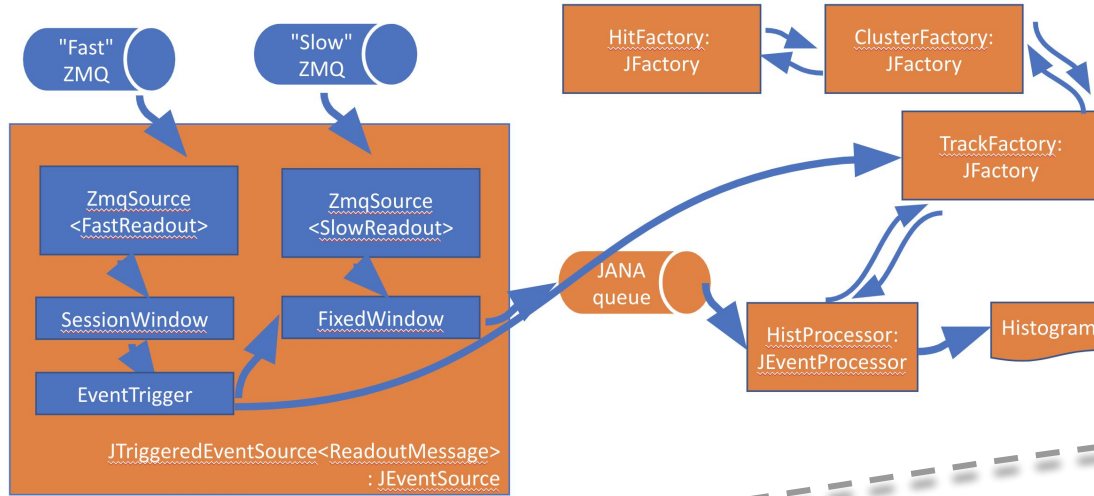 "Fast"
ZMQ
"Slow"
ZMQ
ZmqSource
<FastReadout>
ZmqSource
<SlowReadout>
SessionWindow
FixedWindow
EventTrigger
JTriggeredEventSource<ReadoutMessage>
: JEventSource
JANA
queue
HitFactory:
JFactory
ClusterFactory:
JFactory
TrackFactory:
JFactory
HistProcessor:
JEventProcessor
Histogram